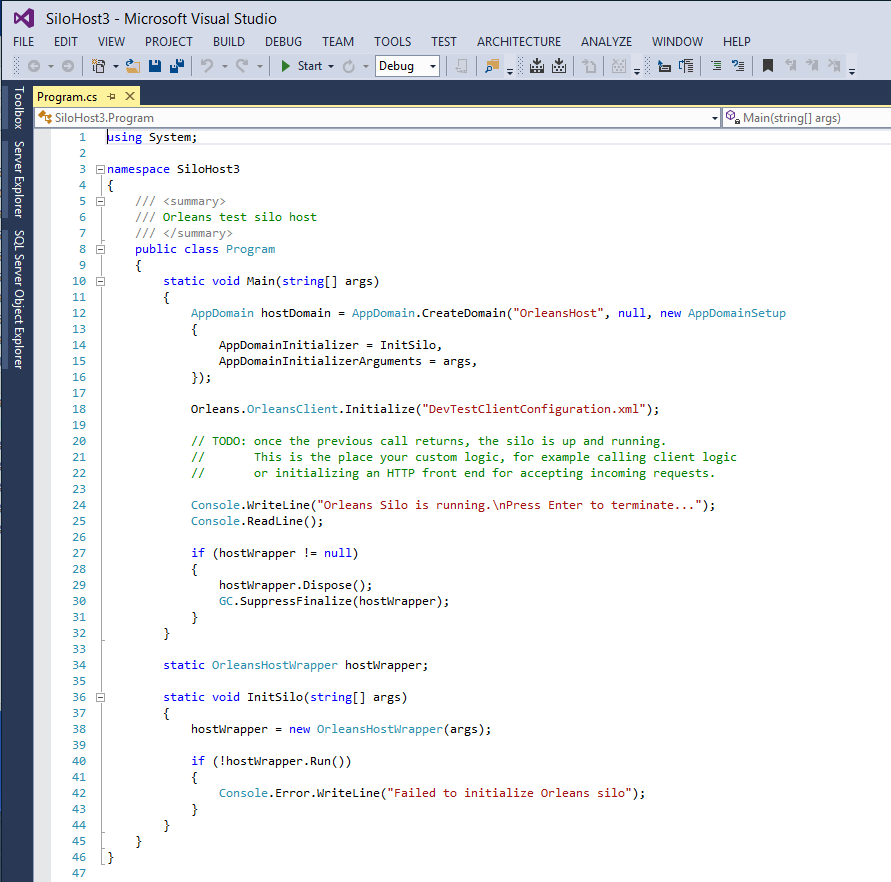 SiloHost3 - Microsoft Visual Studio
FILE EDIT VIEW PROJECT BUILD DEBUG TEAM TOOLS TEST ARCHITECTURE ANALYZE WINDOW HELP
Start Debug
Toolbox
Server Explorer
SQL Server Object Explorer
Program.cs
SiloHost3.Program Main(string[] args)
1 using System;
2
3 namespace SiloHost3
4 {
5 /// <summary>
6 /// Orleans test silo host
7 /// </summary>
8 public class Program
9 {
10 static void Main(string[] args)
11 {
12 AppDomain hostDomain = AppDomain.CreateDomain("OrleansHost", null, new AppDomainSetup
13 {
14 AppDomainInitializer = InitSilo,
15 AppDomainInitializerArguments = args,
16 });
17
18 Orleans.OrleansClient.Initialize("DevTestClientConfiguration.xml");
19
20 // TODO: once the previous call returns, the silo is up and running.
21 // This is the place your custom logic, for example calling client logic
22 // or initializing an HTTP front end for accepting incoming requests.
23
24 Console.WriteLine("Orleans Silo is running.\nPress Enter to terminate...");
25 Console.ReadLine();
26
27 if (hostWrapper != null)
28 {
29 hostWrapper.Dispose();
30 GC.SuppressFinalize(hostWrapper);
31 }
32 }
33
34 static OrleansHostWrapper hostWrapper;
35
36 static void InitSilo(string[] args)
37 {
38 hostWrapper = new OrleansHostWrapper(args);
39
40 if (!hostWrapper.Run())
41 {
42 Console.Error.WriteLine("Failed to initialize Orleans silo");
43 }
44 }
45 }
46 }
47